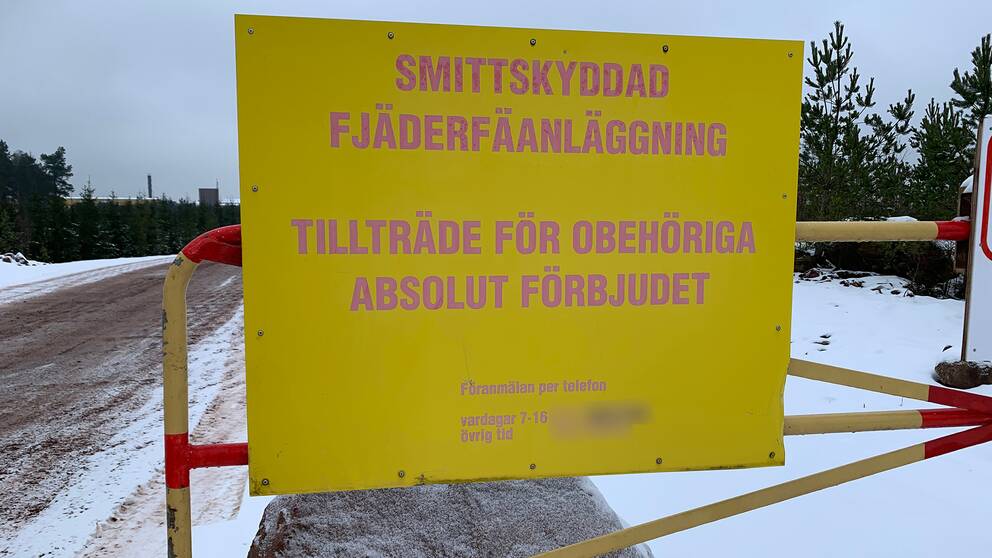 SMITTSKYDDAD
FJÄDERFÄANLÄGGNING
TILLTRÄDE FÖR OBEHÖRIGA
ABSOLUT FÖRBJUDET
Föranmälan per telefon
vardagar 7-16
övrig tid